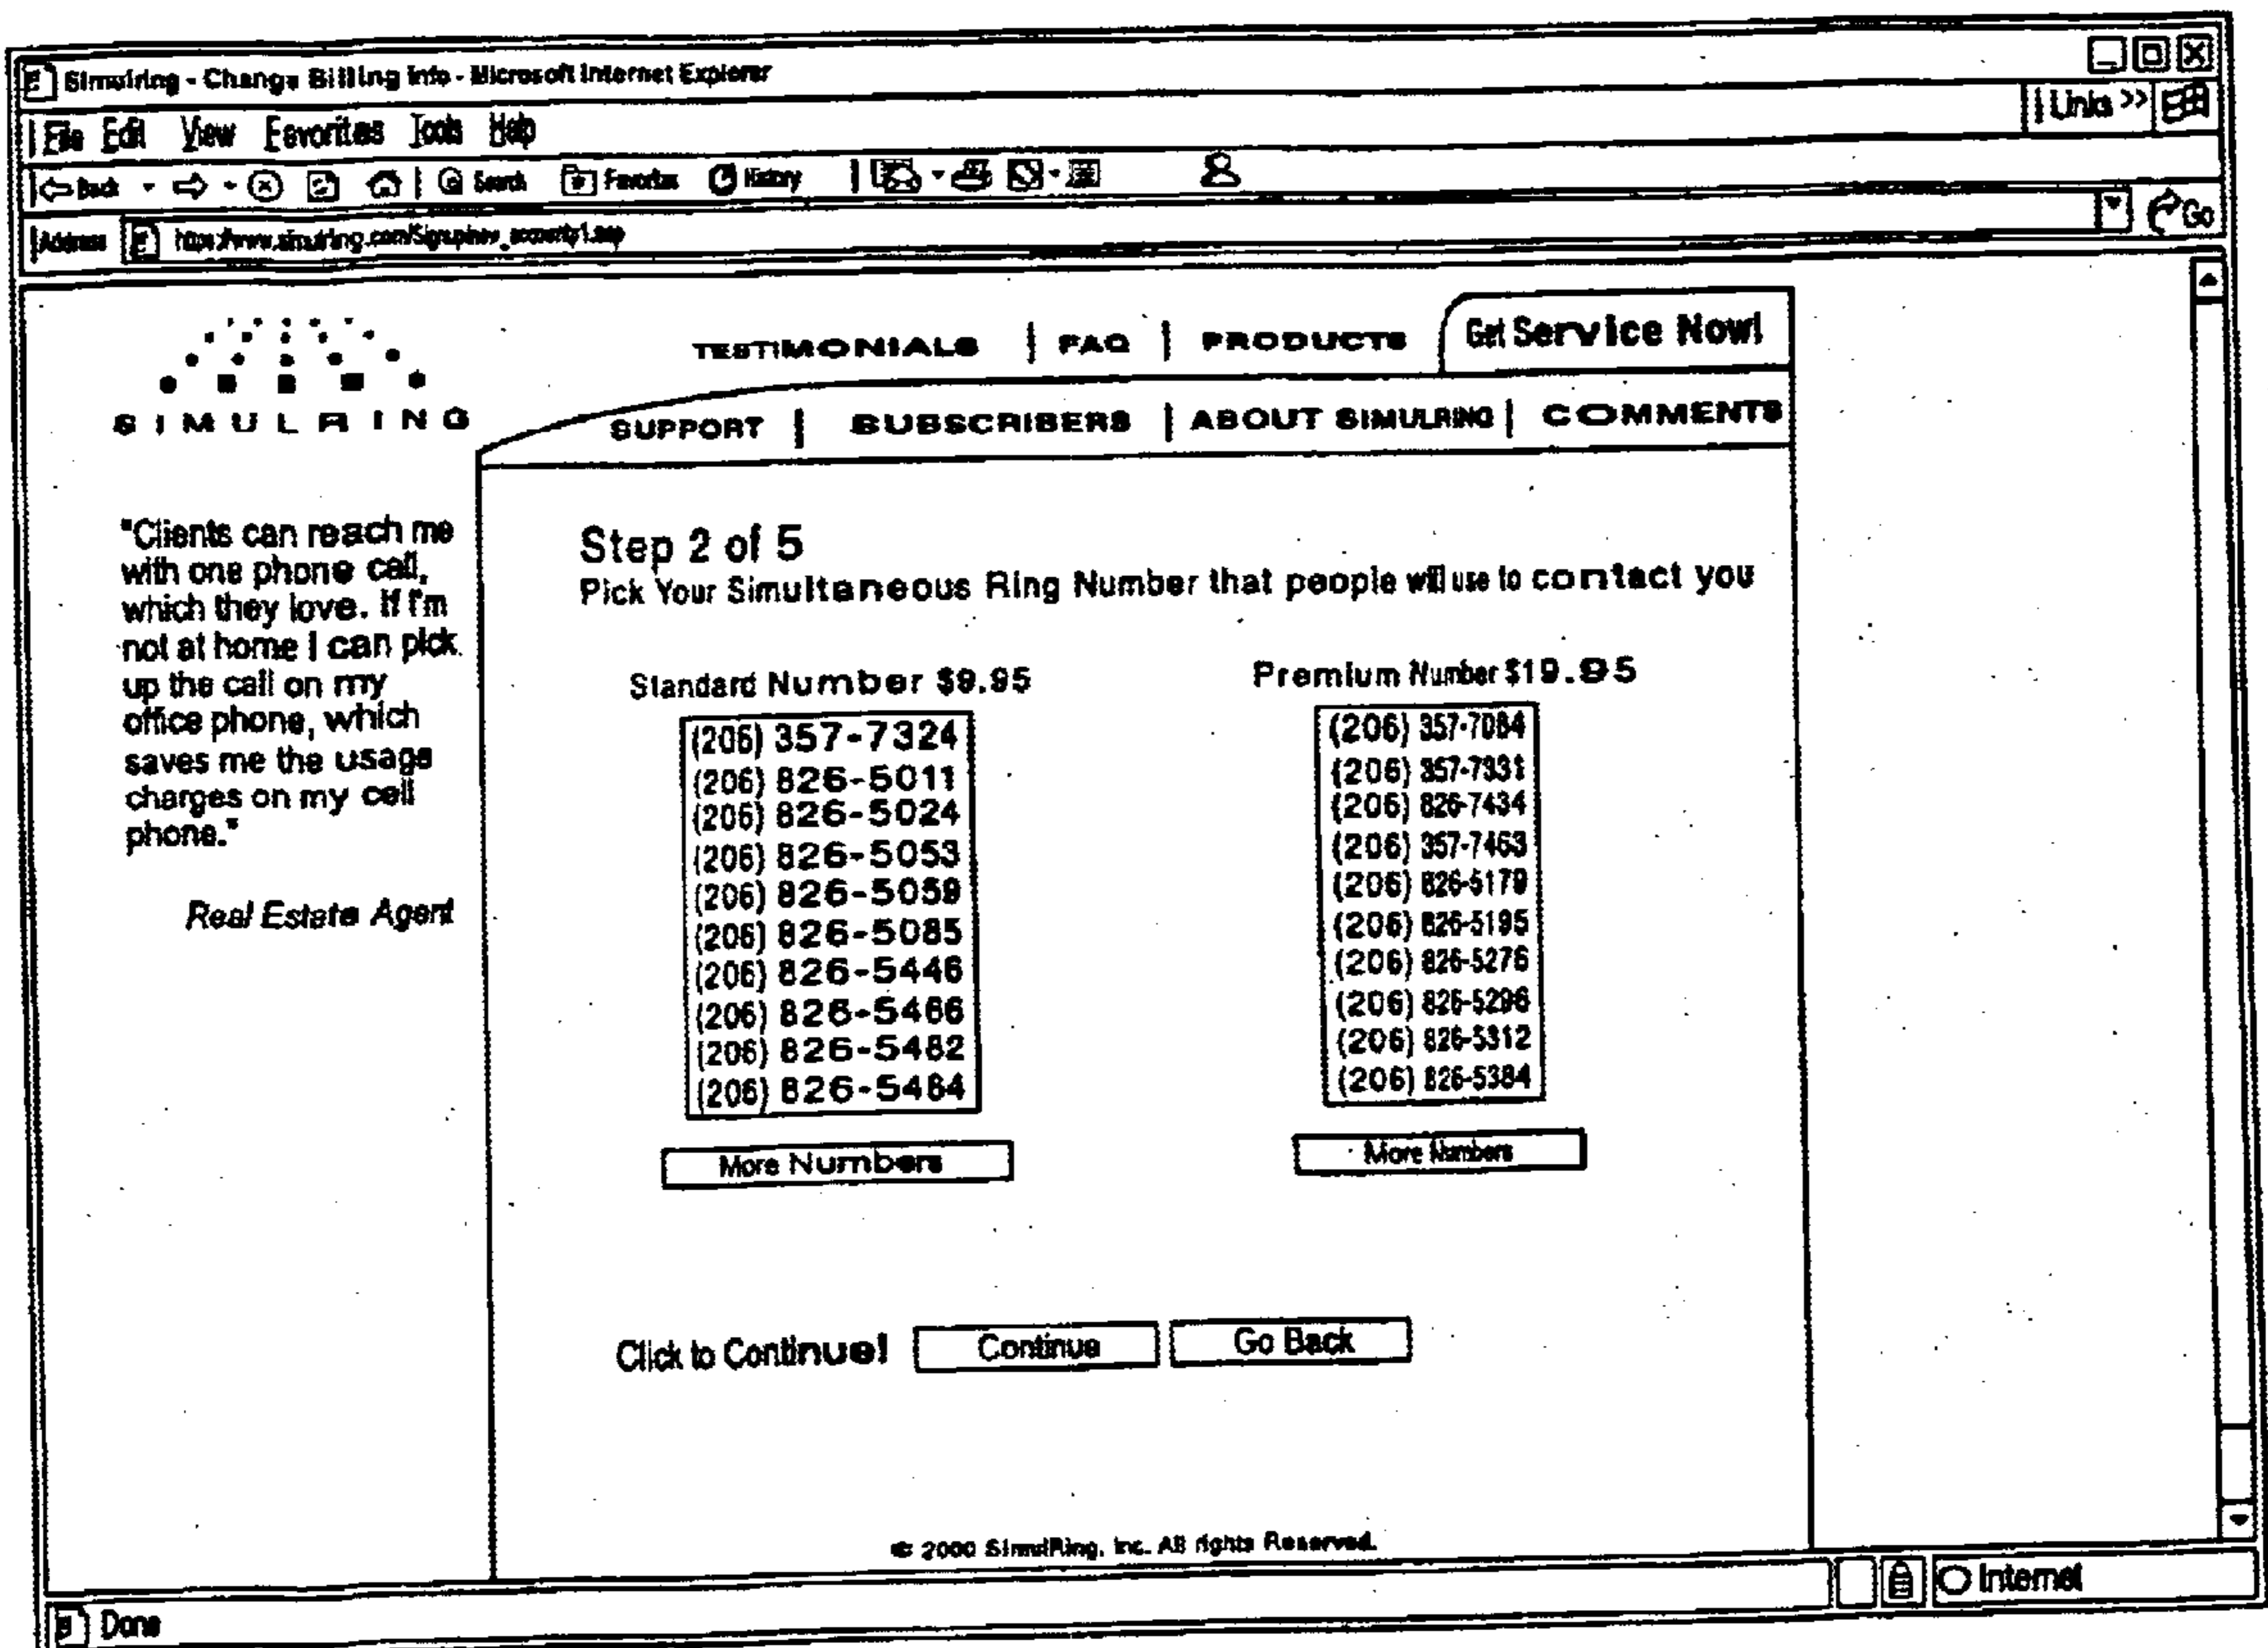 Simulring - Change Billing Info - Microsoft Internet Explorer
File Edit View Favorites Tools Help
Links >>
Back Search Favorites History
Address
Go
TESTIMONIALS | FAQ | PRODUCTS
Get Service Now!
SIMULRING
SUPPORT | SUBSCRIBERS | ABOUT SIMULRING | COMMENTS
"Clients can reach me
with one phone call,
which they love. If I'm
not at home I can pick
up the call on my
office phone, which
saves me the usage
charges on my cell
phone."
Real Estate Agent
Step 2 of 5
Pick Your Simultaneous Ring Number that people will use to contact you
Standard Number $9.95
(206) 357-7324
(206) 826-5011
(206) 826-5024
(206) 826-5053
(206) 826-5059
(206) 826-5085
(206) 826-5446
(206) 826-5466
(206) 826-5482
(206) 826-5484
More Numbers
Premium Number $19.95
(206) 357-7084
(206) 357-7331
(206) 826-7434
(206) 357-7463
(206) 826-5179
(206) 826-5195
(206) 826-5276
(206) 826-5296
(206) 826-5312
(206) 826-5384
More Numbers
Click to Continue! Continue Go Back
© 2000 SimulRing, Inc. All rights Reserved.
Done
Internet